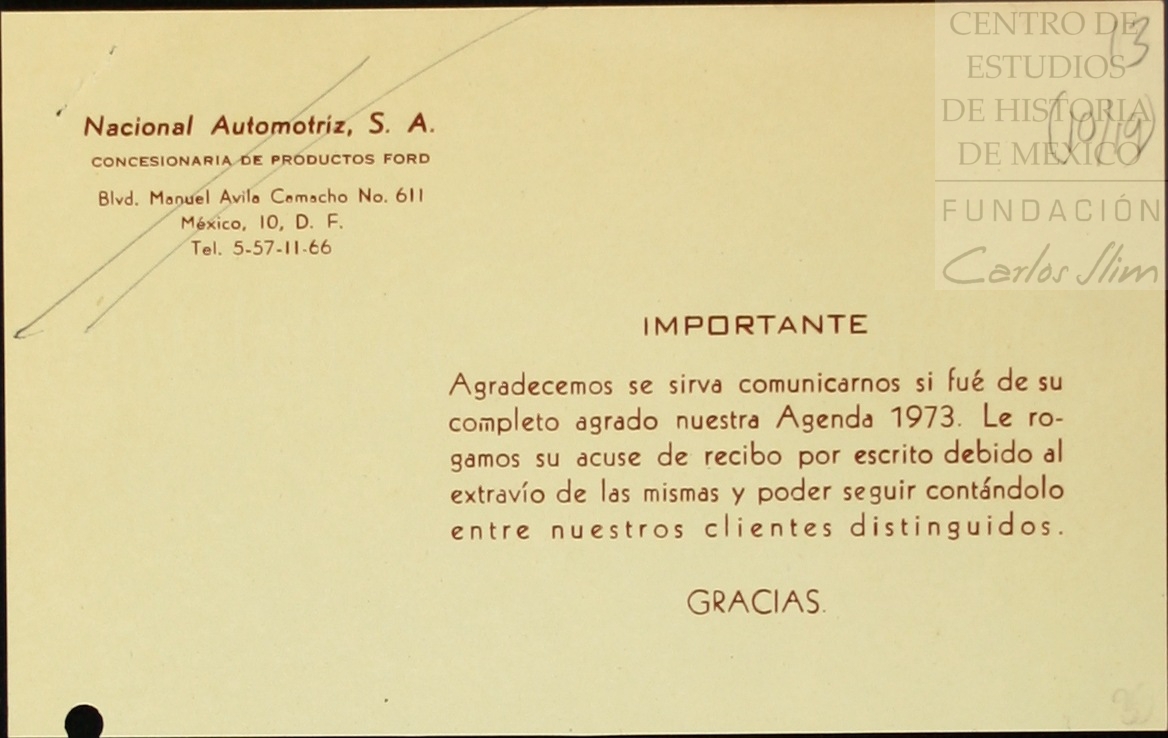 Nacional Automotriz, S. A.
CONCESIONARIA DE PRODUCTOS FORD
Blvd. Manuel Avila Camacho No. 611
México, 10, D. F.
Tel. 5-57-11-66
CENTRO DE
ESTUDIOS
DE HISTORIA
DE MEXICO
FUNDACIÓN
Carlos Slim
13
(10/19)
IMPORTANTE
Agradecemos se sirva comunicarnos si fué de su
completo agrado nuestra Agenda 1973. Le ro-
gamos su acuse de recibo por escrito debido al
extravío de las mismas y poder seguir contándolo
entre nuestros clientes distinguidos.
GRACIAS.